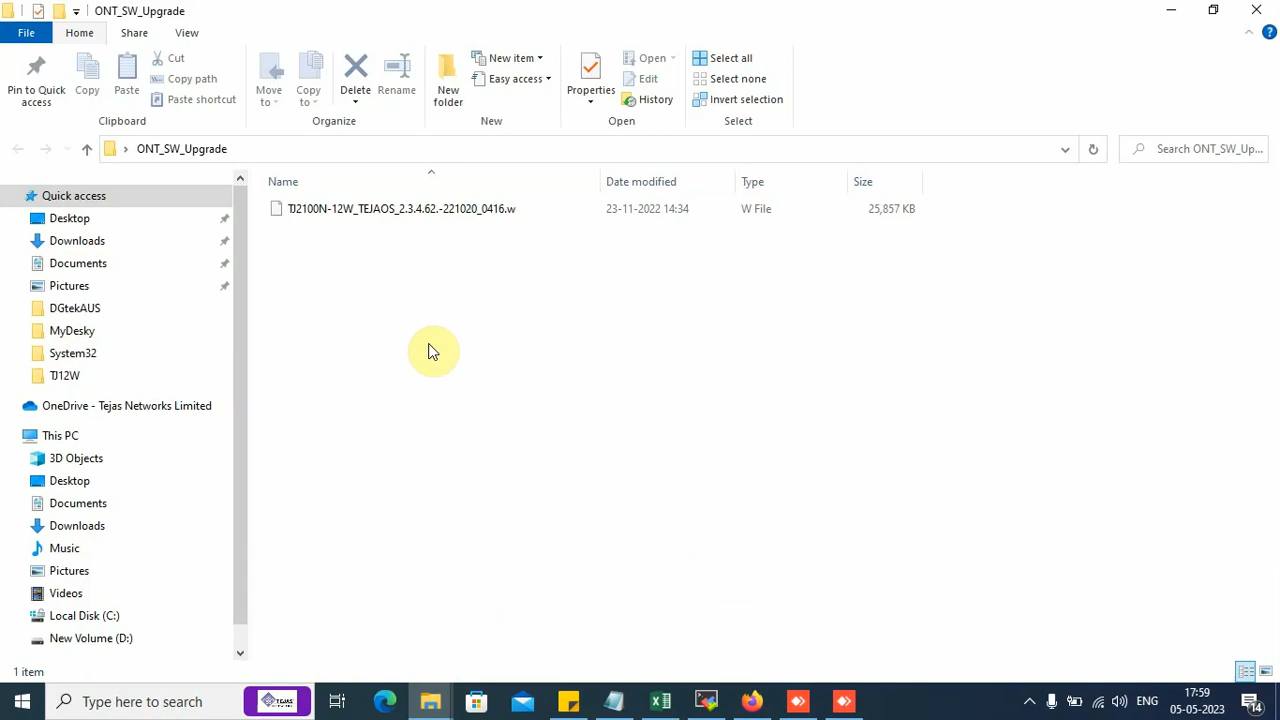 ONT_SW_Upgrade
File Home Share View
Pin to Quick access
Copy
Paste
Cut
Copy path
Paste shortcut
Clipboard
Move to
Copy to
Delete
Rename
Organize
New folder
New item
Easy access
New
Properties
Open
Edit
History
Open
Select all
Select none
Invert selection
Select
ONT_SW_Upgrade
Search ONT_SW_Up...
Name Date modified Type Size
TJ2100N-12W_TEJAOS_2.3.4.62.-221020_0416.w 23-11-2022 14:34 W File 25,857 KB
Quick access
Desktop
Downloads
Documents
Pictures
DGtekAUS
MyDesky
System32
TJ12W
OneDrive - Tejas Networks Limited
This PC
3D Objects
Desktop
Documents
Downloads
Music
Pictures
Videos
Local Disk (C:)
New Volume (D:)
1 item
Type here to search
TEJAS
ENG
17:59
05-05-2023
14